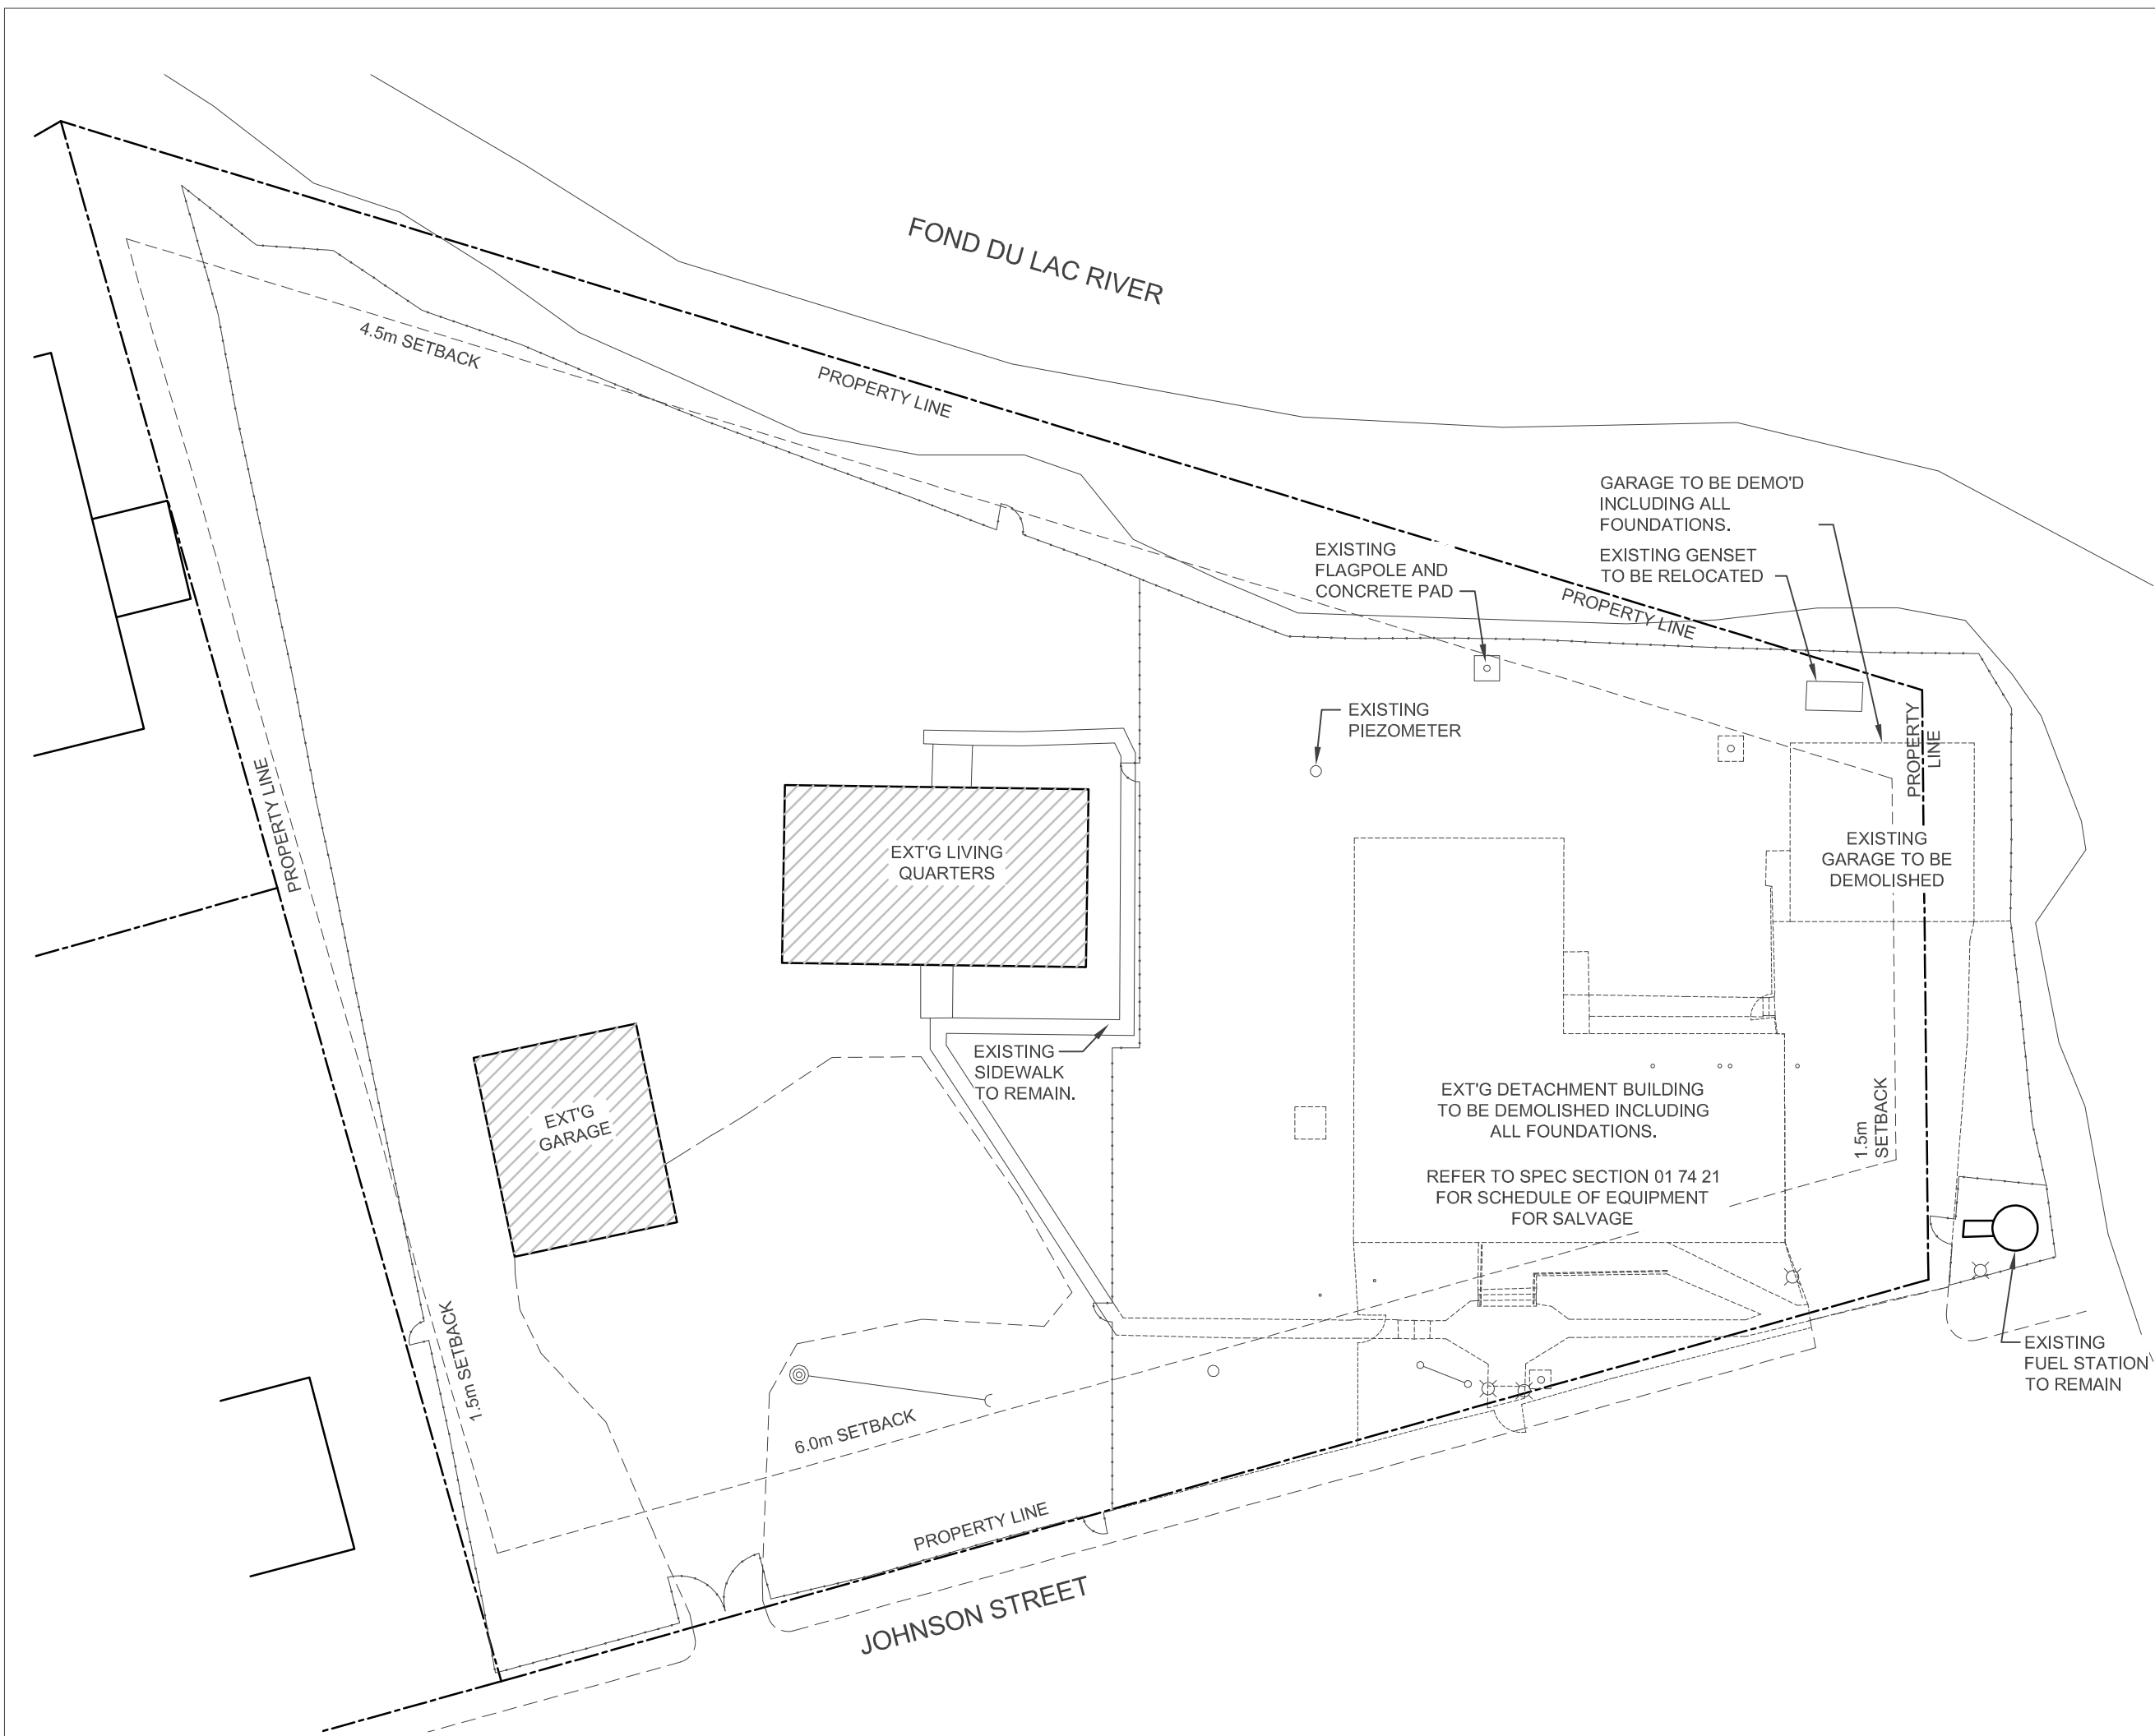 FOND DU LAC RIVER
4.5m SETBACK
PROPERTY LINE
GARAGE TO BE DEMO'D
INCLUDING ALL
FOUNDATIONS.
EXISTING
FLAGPOLE AND
CONCRETE PAD
EXISTING GENSET
TO BE RELOCATED
PROPERTY LINE
EXISTING
PIEZOMETER
PROPERTY
LINE
PROPERTY LINE
EXT'G LIVING
QUARTERS
EXISTING
GARAGE TO BE
DEMOLISHED
EXISTING
SIDEWALK
TO REMAIN.
EXT'G
GARAGE
EXT'G DETACHMENT BUILDING
TO BE DEMOLISHED INCLUDING
ALL FOUNDATIONS.
REFER TO SPEC SECTION 01 74 21
FOR SCHEDULE OF EQUIPMENT
FOR SALVAGE
1.5m
SETBACK
1.5m SETBACK
6.0m SETBACK
EXISTING
FUEL STATION
TO REMAIN
PROPERTY LINE
JOHNSON STREET